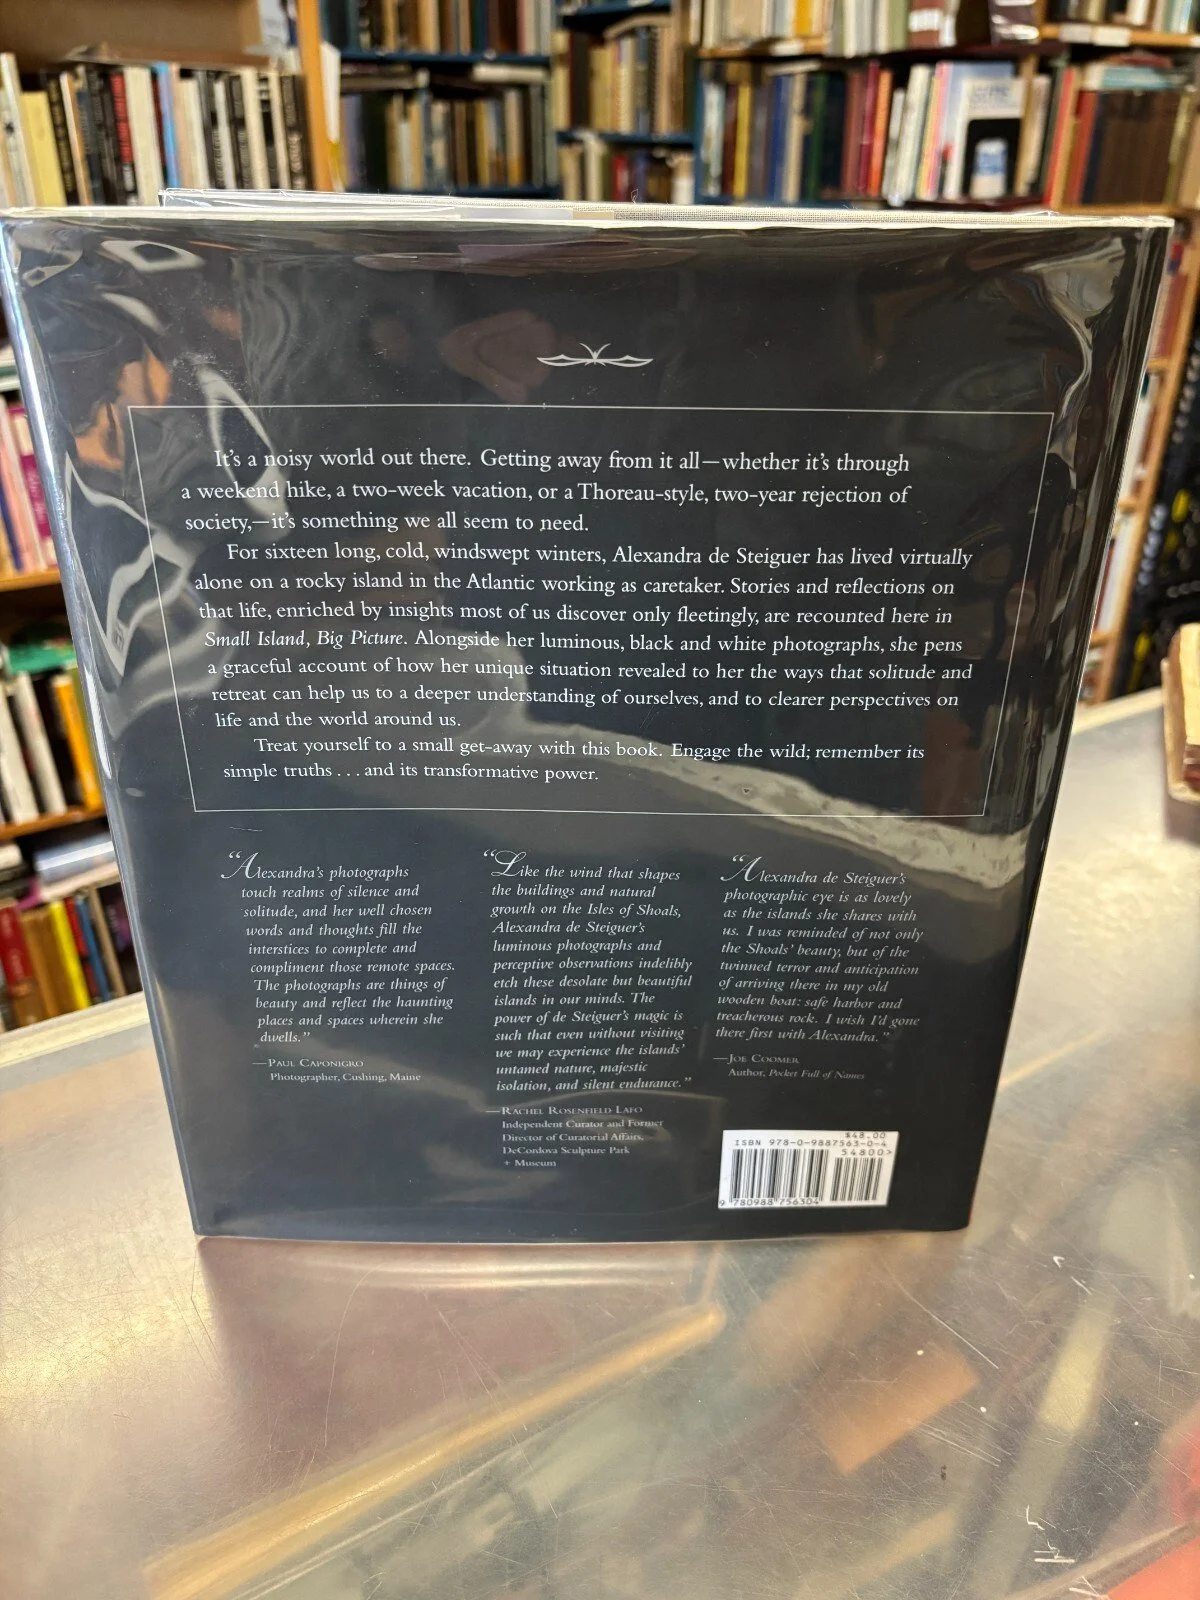 It's a noisy world out there. Getting away from it all—whether it's through
a weekend hike, a two-week vacation, or a Thoreau-style, two-year rejection of
society,—it's something we all seem to need.
For sixteen long, cold, windswept winters, Alexandra de Steiguer has lived virtually
alone on a rocky island in the Atlantic working as caretaker. Stories and reflections on
that life, enriched by insights most of us discover only fleetingly, are recounted here in
Small Island, Big Picture. Alongside her luminous, black and white photographs, she pens
a graceful account of how her unique situation revealed to her the ways that solitude and
retreat can help us to a deeper understanding of ourselves, and to clearer perspectives on
life and the world around us.
Treat yourself to a small get-away with this book. Engage the wild; remember its
simple truths . . . and its transformative power.
“Alexandra's photographs
touch realms of silence and
solitude, and her well chosen
words and thoughts fill the
interstices to complete and
compliment those remote spaces.
The photographs are things of
beauty and reflect the haunting
places and spaces wherein she
dwells.”
—Paul Caponigro
Photographer, Cushing, Maine
“Like the wind that shapes
the buildings and natural
growth on the Isles of Shoals,
Alexandra de Steiguer's
luminous photographs and
perceptive observations indelibly
etch these desolate but beautiful
islands in our minds. The
power of de Steiguer's magic is
such that even without visiting
we may experience the islands'
untamed nature, majestic
isolation, and silent endurance.”
—Rachel Rosenfield Lafo
Independent Curator and Former
Director of Curatorial Affairs,
DeCordova Sculpture Park
+ Museum
“Alexandra de Steiguer's
photographic eye is as lovely
as the islands she shares with
us. I was reminded of not only
the Shoals' beauty, but of the
twinned terror and anticipation
of arriving there in my old
wooden boat: safe harbor and
treacherous rock. I wish I'd gone
there first with Alexandra.”
—Joe Coomer
Author, Pocket Full of Names
$48.00
ISBN 978-0-9887563-0-4
54800>
9 780988 756304